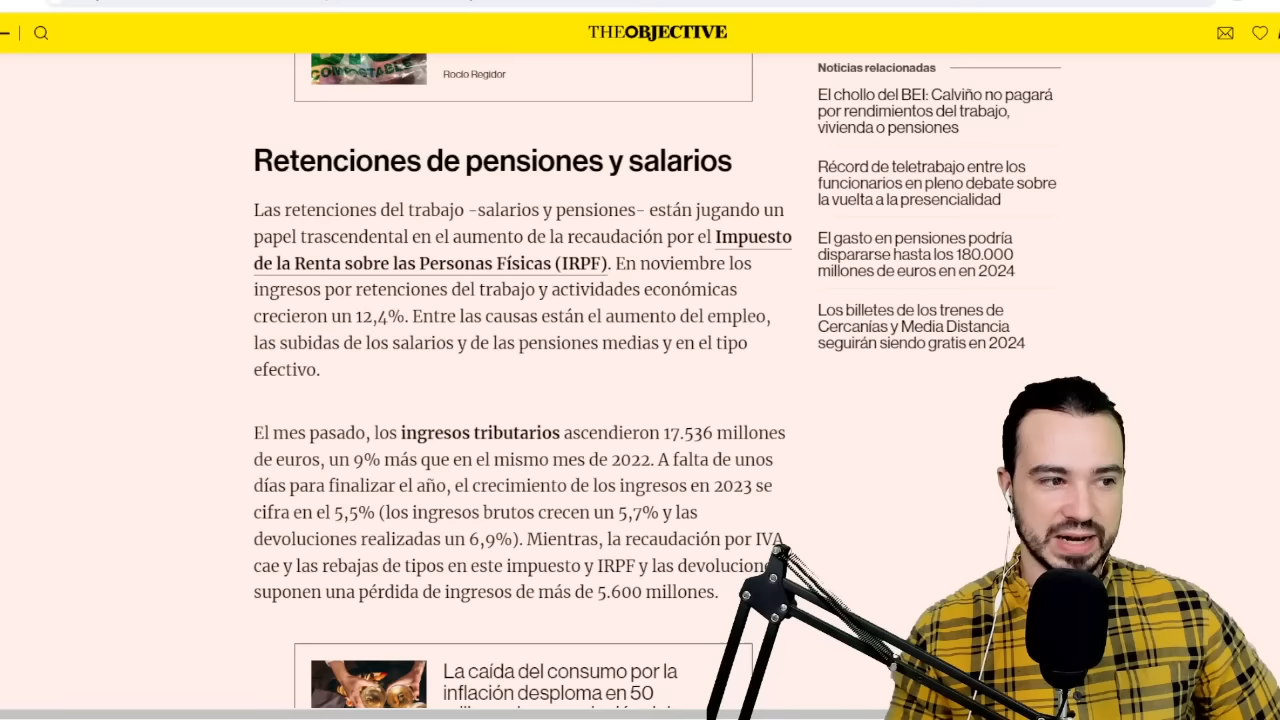 THEOBJECTIVE
COMPOSTABLE
Rocío Regidor
Retenciones de pensiones y salarios
Las retenciones del trabajo -salarios y pensiones- están jugando un
papel trascendental en el aumento de la recaudación por el Impuesto
de la Renta sobre las Personas Físicas (IRPF). En noviembre los
ingresos por retenciones del trabajo y actividades económicas
crecieron un 12,4%. Entre las causas están el aumento del empleo,
las subidas de los salarios y de las pensiones medias y en el tipo
efectivo.
El mes pasado, los ingresos tributarios ascendieron 17.536 millones
de euros, un 9% más que en el mismo mes de 2022. A falta de unos
días para finalizar el año, el crecimiento de los ingresos en 2023 se
cifra en el 5,5% (los ingresos brutos crecen un 5,7% y las
devoluciones realizadas un 6,9%). Mientras, la recaudación por IVA
cae y las rebajas de tipos en este impuesto y IRPF y las
suponen una pérdida de ingresos de más de 5.600 millones.
La caída del consumo por la
inflación desploma en 50
Noticias relacionadas
El chollo del BEI: Calviño no pagará
por rendimientos del trabajo,
vivienda o pensiones
Récord de teletrabajo entre los
funcionarios en pleno debate sobre
la vuelta a la presencialidad
El gasto en pensiones podría
dispararse hasta los 180.000
millones de euros en en 2024
Los billetes de los trenes de
Cercanías y Media Distancia
seguirán siendo gratis en 2024